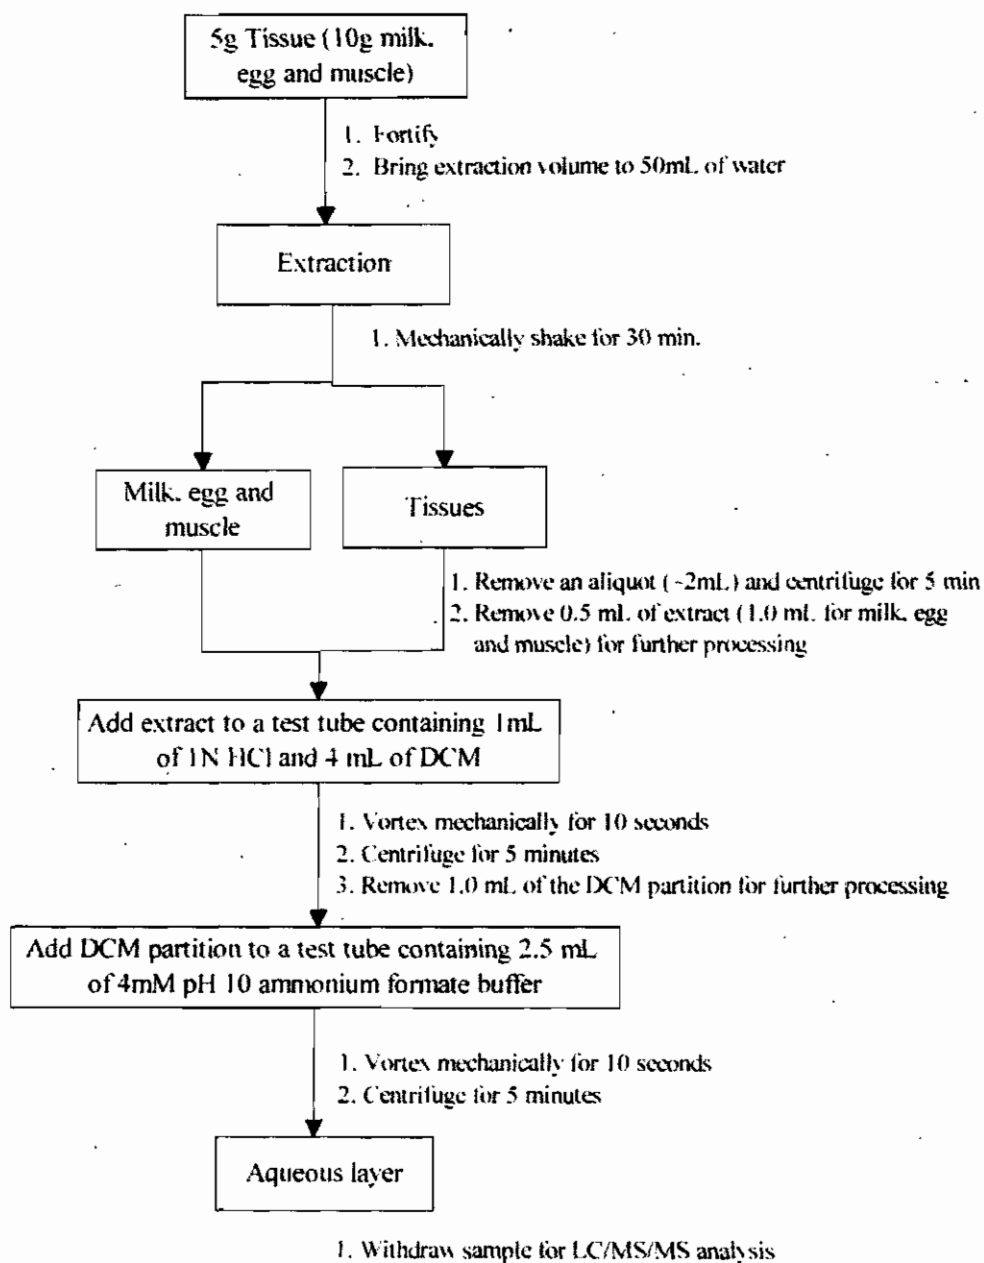 5g Tissue (10g milk.
egg and muscle)
1. Fortify
2. Bring extraction volume to 50mL of water
Extraction
1. Mechanically shake for 30 min.
Milk. egg and
muscle
Tissues
1. Remove an aliquot (~2mL) and centrifuge for 5 min
2. Remove 0.5 mL of extract (1.0 mL for milk. egg
and muscle) for further processing
Add extract to a test tube containing 1mL
of 1N HCl and 4 mL of DCM
1. Vortex mechanically for 10 seconds
2. Centrifuge for 5 minutes
3. Remove 1.0 mL of the DCM partition for further processing
Add DCM partition to a test tube containing 2.5 mL
of 4mM pH 10 ammonium formate buffer
1. Vortex mechanically for 10 seconds
2. Centrifuge for 5 minutes
Aqueous layer
1. Withdraw sample for LC/MS/MS analysis